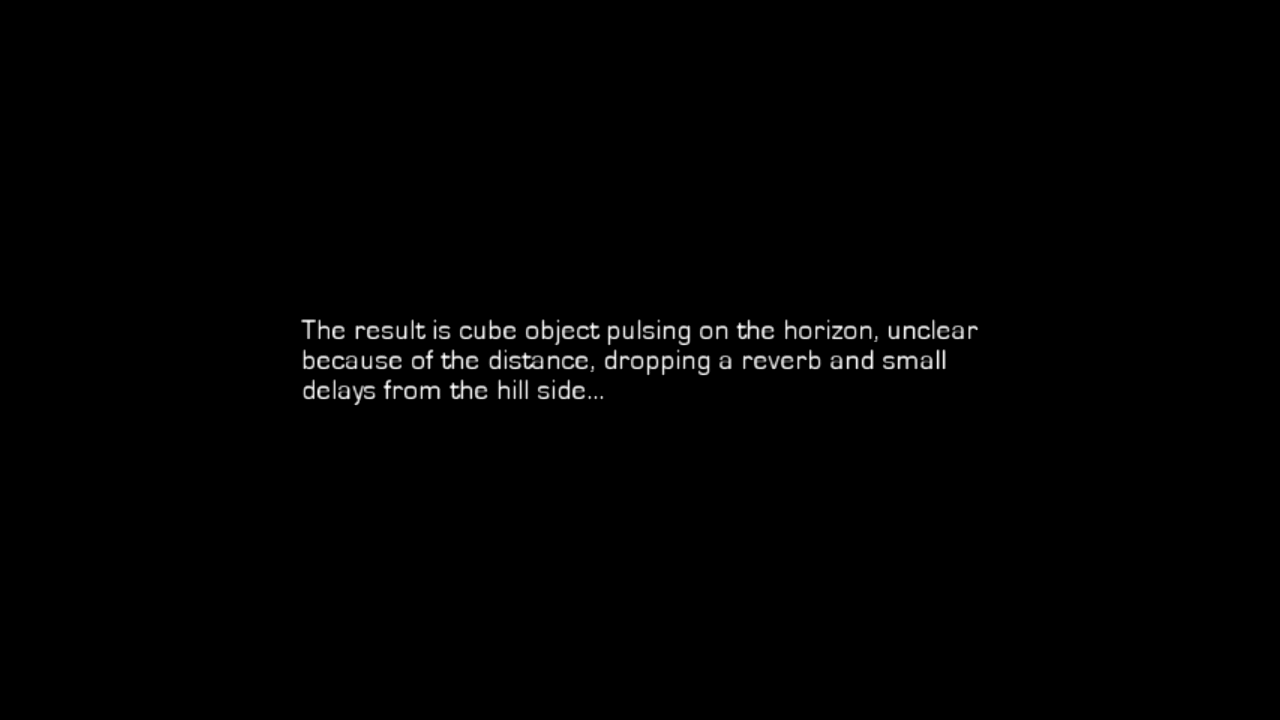 The result is cube object pulsing on the horizon, unclear
because of the distance, dropping a reverb and small
delays from the hill side...